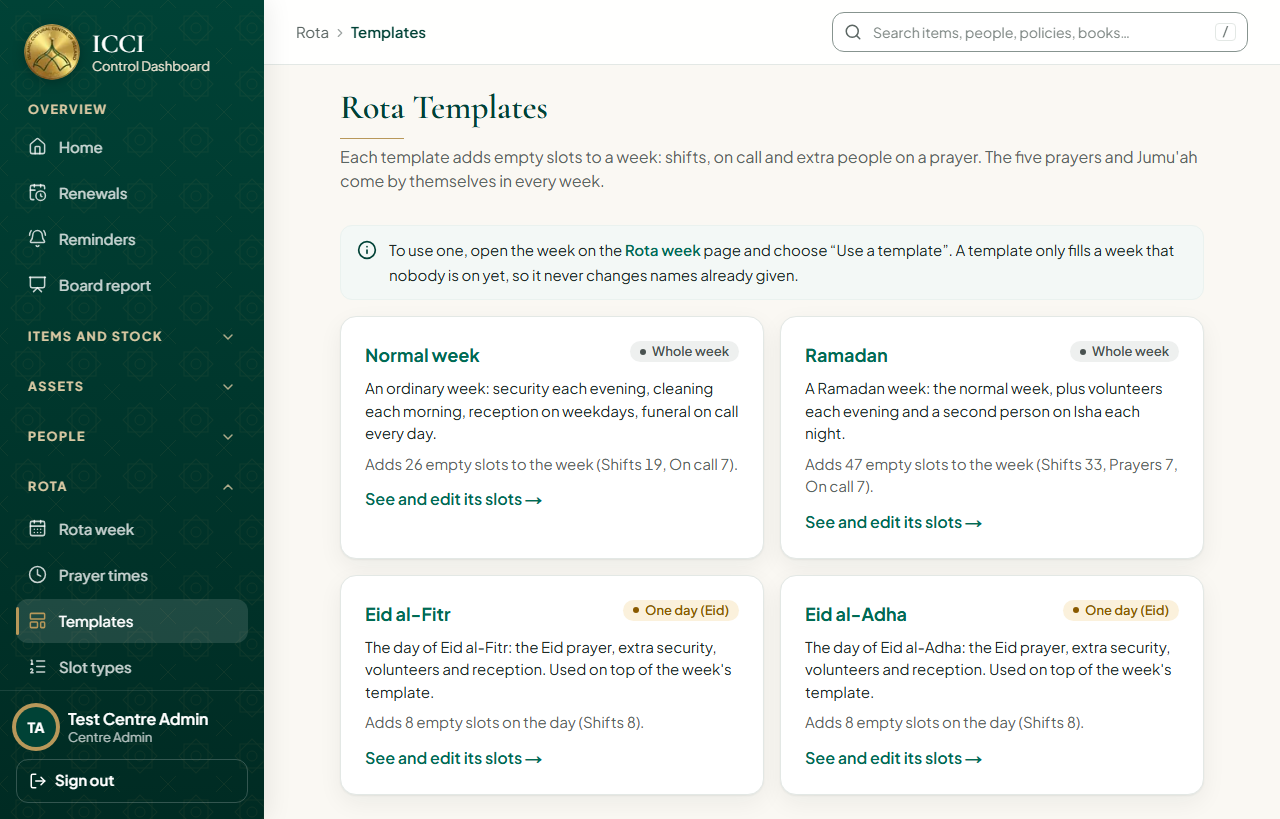 ICCI
Control Dashboard
OVERVIEW
Home
Renewals
Reminders
Board report
ITEMS AND STOCK
ASSETS
PEOPLE
ROTA
Rota week
Prayer times
Templates
Slot types
TA
Test Centre Admin
Centre Admin
Sign out
Rota > Templates
Search items, people, policies, books…
/
Rota Templates
Each template adds empty slots to a week: shifts, on call and extra people on a prayer. The five prayers and Jumu'ah
come by themselves in every week.
To use one, open the week on the Rota week page and choose “Use a template”. A template only fills a week that
nobody is on yet, so it never changes names already given.
Normal week
Whole week
An ordinary week: security each evening, cleaning
each morning, reception on weekdays, funeral on call
every day.
Adds 26 empty slots to the week (Shifts 19, On call 7).
See and edit its slots →
Ramadan
Whole week
A Ramadan week: the normal week, plus volunteers
each evening and a second person on Isha each
night.
Adds 47 empty slots to the week (Shifts 33, Prayers 7,
On call 7).
See and edit its slots →
Eid al-Fitr
One day (Eid)
The day of Eid al-Fitr: the Eid prayer, extra security,
volunteers and reception. Used on top of the week's
template.
Adds 8 empty slots on the day (Shifts 8).
See and edit its slots →
Eid al-Adha
One day (Eid)
The day of Eid al-Adha: the Eid prayer, extra security,
volunteers and reception. Used on top of the week's
template.
Adds 8 empty slots on the day (Shifts 8).
See and edit its slots →